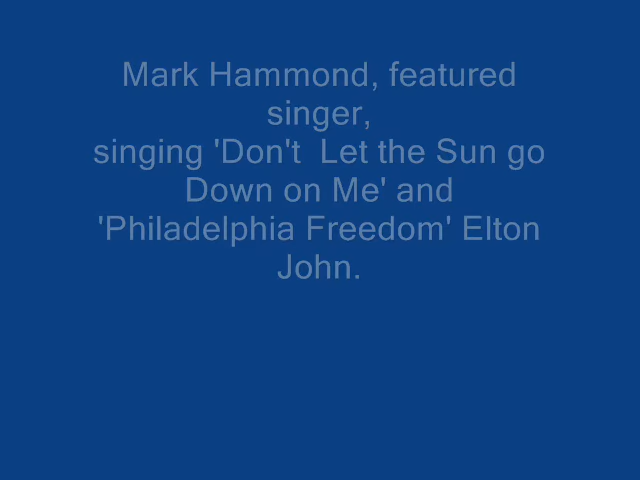 Mark Hammond, featured
singer,
singing 'Don't  Let the Sun go
Down on Me' and
'Philadelphia Freedom' Elton
John.